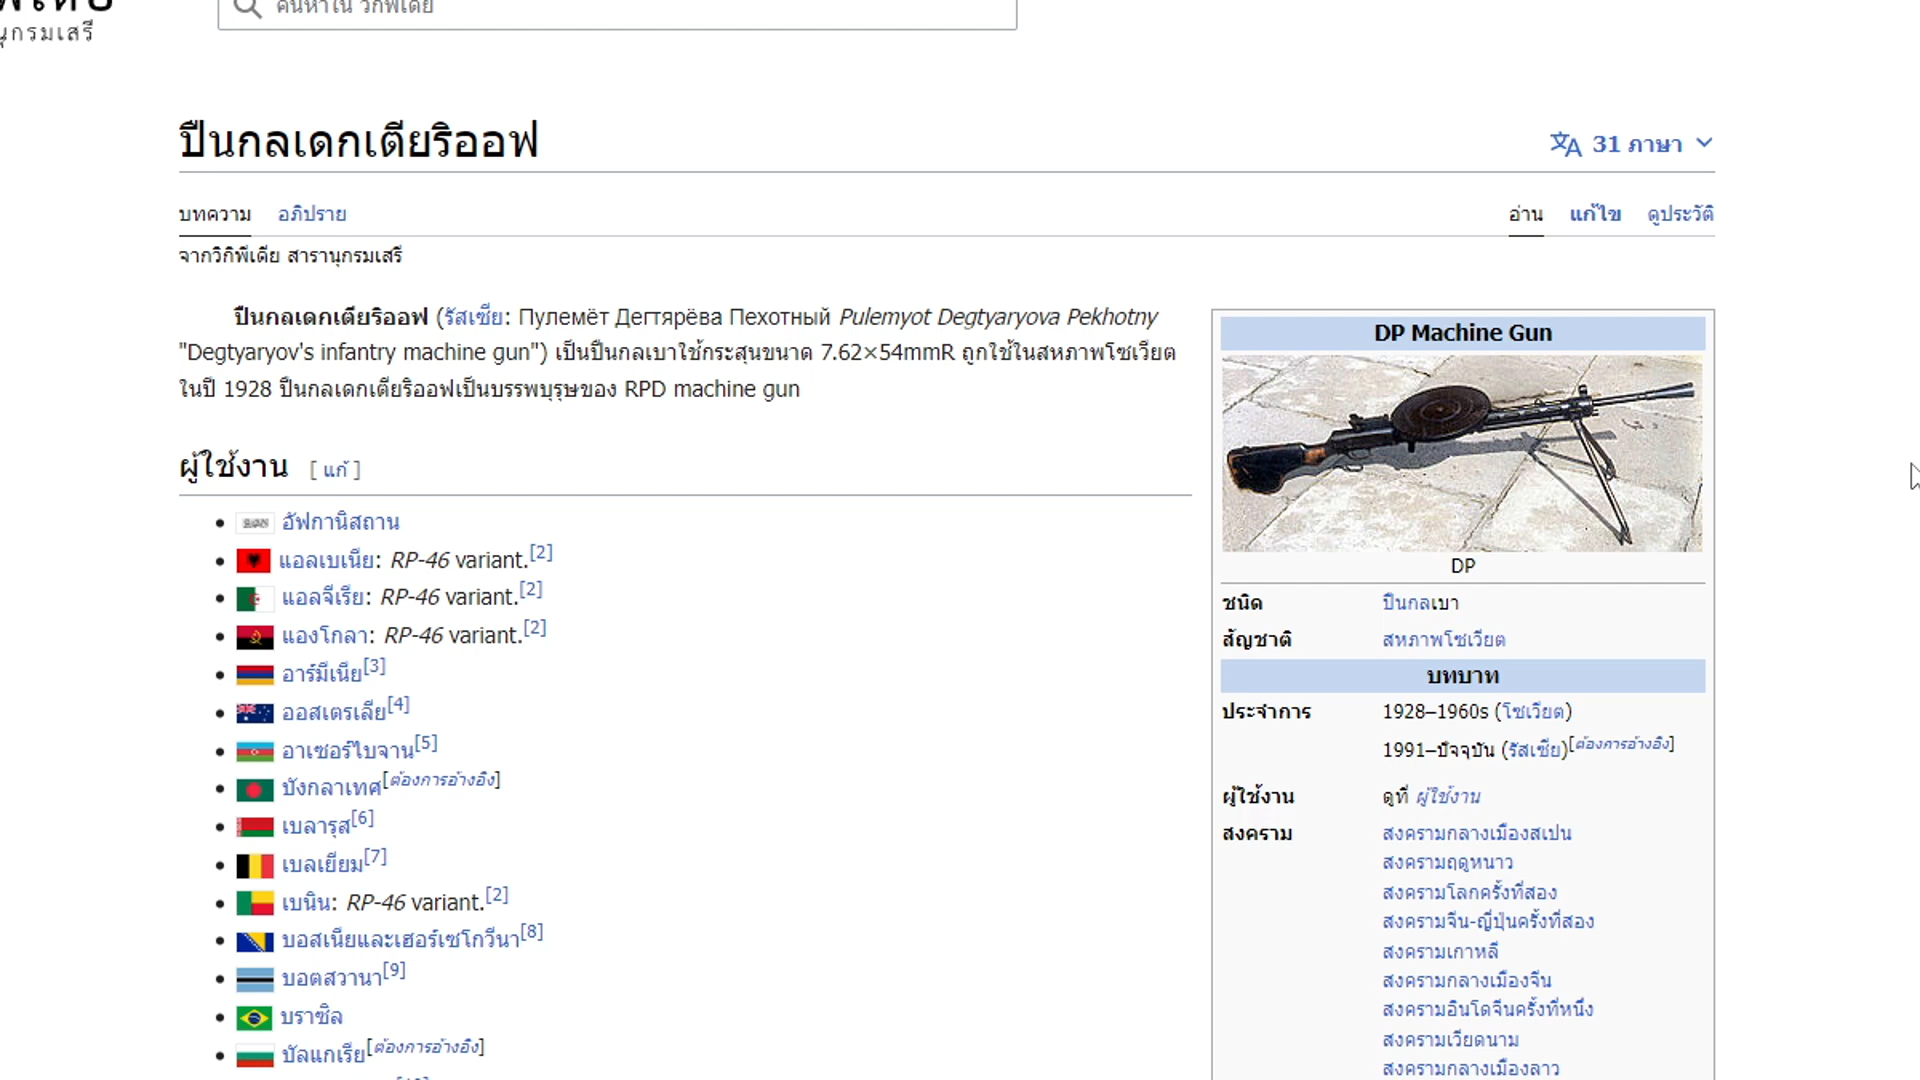 นุกรมเสรี
ค้นหาใน วิกิพีเดีย
ปืนกลเดกเตียริออฟ
31 ภาษา
บทความ อภิปราย
อ่าน แก้ไข ดูประวัติ
จากวิกิพีเดีย สารานุกรมเสรี
ปืนกลเดกเตียริออฟ (รัสเซีย: Пулемёт Дегтярёва Пехотный Pulemyot Degtyaryova Pekhotny
"Degtyaryov's infantry machine gun") เป็นปืนกลเบาใช้กระสุนขนาด 7.62×54mmR ถูกใช้ในสหภาพโซเวียต
ในปี 1928 ปืนกลเดกเตียริออฟเป็นบรรพบุรุษของ RPD machine gun
ผู้ใช้งาน [ แก้ ]
อัฟกานิสถาน
แอลเบเนีย: RP-46 variant.[2]
แอลจีเรีย: RP-46 variant.[2]
แองโกลา: RP-46 variant.[2]
อาร์มีเนีย[3]
ออสเตรเลีย[4]
อาเซอร์ไบจาน[5]
บังกลาเทศ[ต้องการอ้างอิง]
เบลารุส[6]
เบลเยียม[7]
เบนิน: RP-46 variant.[2]
บอสเนียและเฮอร์เซโกวีนา[8]
บอตสวานา[9]
บราซิล
บัลแกเรีย[ต้องการอ้างอิง]
DP Machine Gun
DP
ชนิด ปืนกลเบา
สัญชาติ สหภาพโซเวียต
บทบาท
ประจำการ 1928–1960s (โซเวียต)
1991–ปัจจุบัน (รัสเซีย)[ต้องการอ้างอิง]
ผู้ใช้งาน ดูที่ ผู้ใช้งาน
สงคราม สงครามกลางเมืองสเปน
สงครามฤดูหนาว
สงครามโลกครั้งที่สอง
สงครามจีน-ญี่ปุ่นครั้งที่สอง
สงครามเกาหลี
สงครามกลางเมืองจีน
สงครามอินโดจีนครั้งที่หนึ่ง
สงครามเวียดนาม
สงครามกลางเมืองลาว